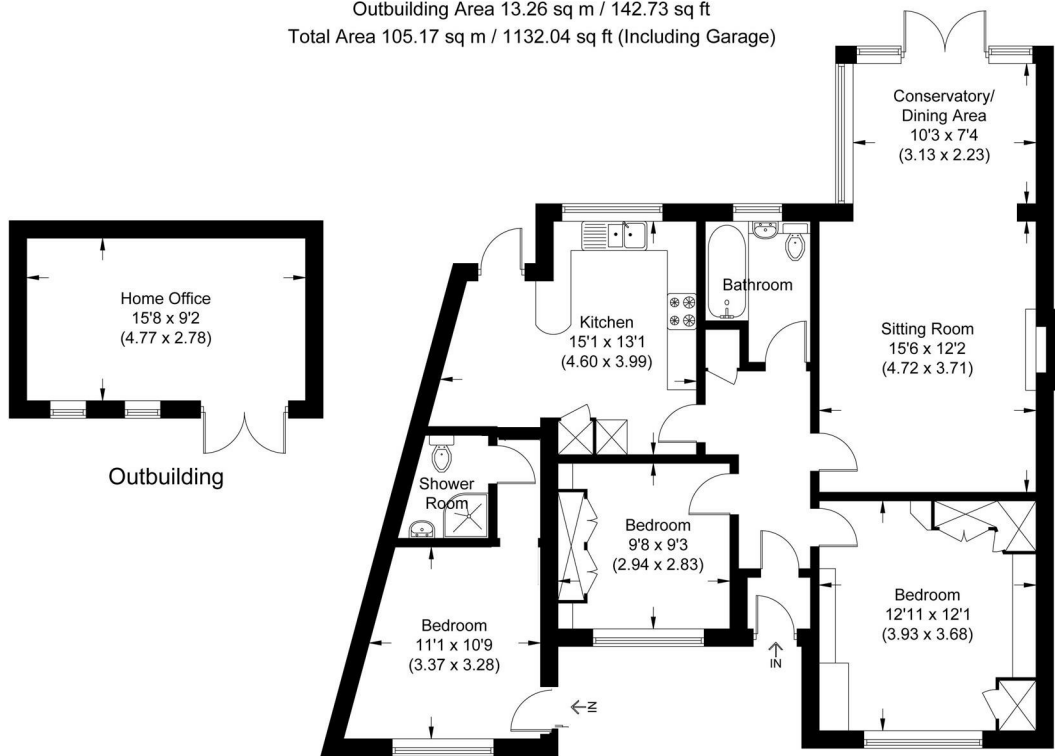 Outbuilding Area 13.26 sq m / 142.73 sq ft
Total Area 105.17 sq m / 1132.04 sq ft (Including Garage)
Conservatory/
Dining Area
10'3 x 7'4
(3.13 x 2.23)
Home Office
15'8 x 9'2
(4.77 x 2.78)
Outbuilding
Kitchen
15'1 x 13'1
(4.60 x 3.99)
Bathroom
Sitting Room
15'6 x 12'2
(4.72 x 3.71)
Shower
Room
Bedroom
9'8 x 9'3
(2.94 x 2.83)
Bedroom
11'1 x 10'9
(3.37 x 3.28)
Bedroom
12'11 x 12'1
(3.93 x 3.68)
IN
IN